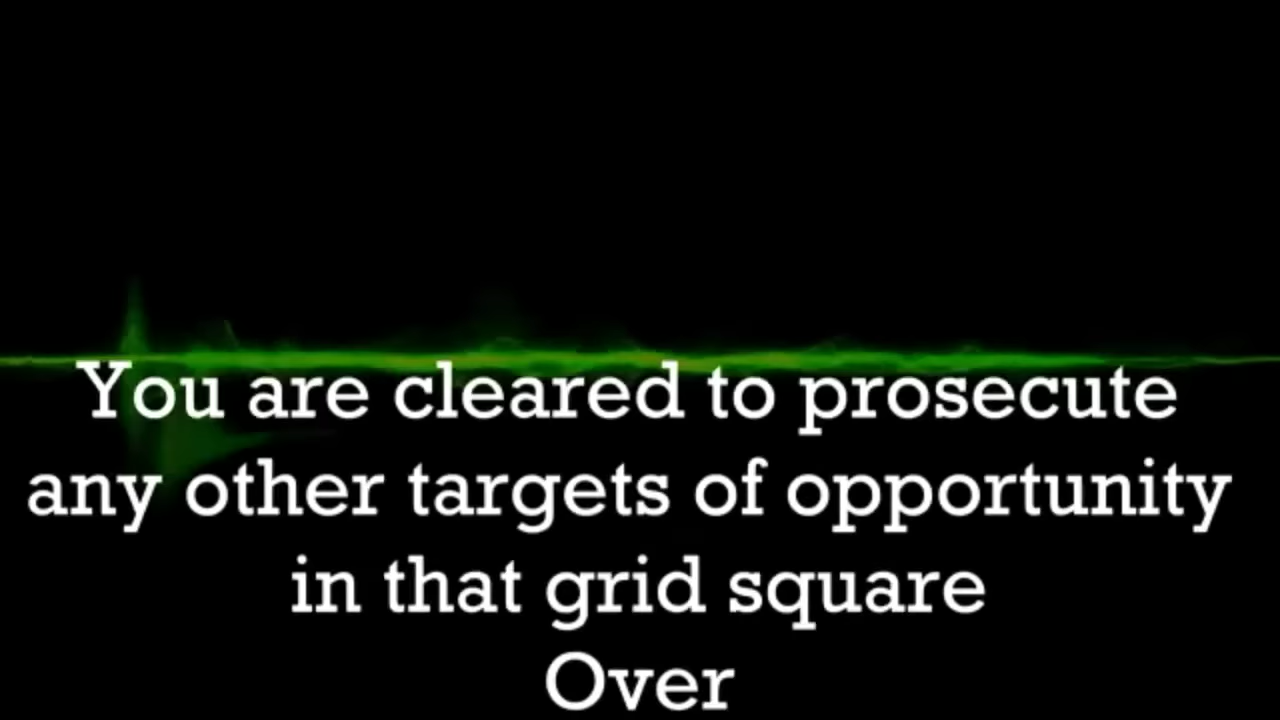 You are cleared to prosecute
any other targets of opportunity
in that grid square
Over